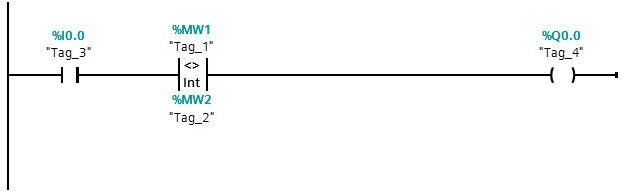 %I0.0
"Tag_3"
%MW1
"Tag_1"
<>
Int
%MW2
"Tag_2"
%Q0.0
"Tag_4"